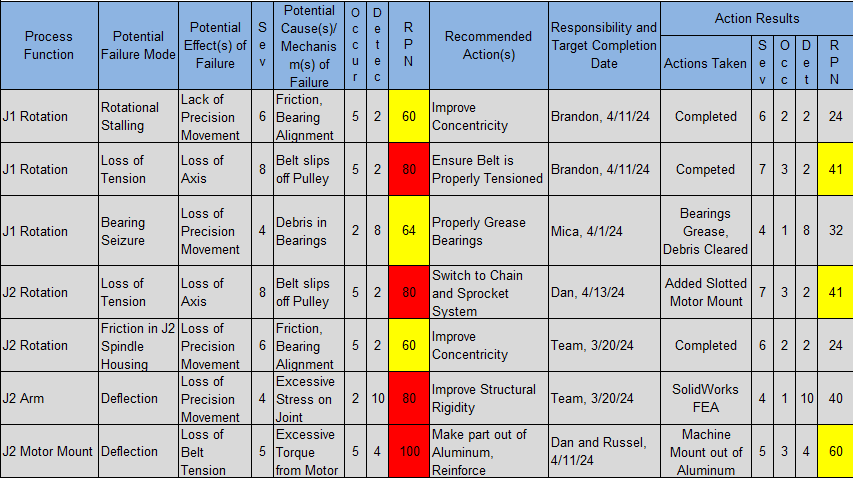 Process Function
Potential Failure Mode
Potential Effect(s) of Failure
Sev
Potential Cause(s)/ Mechanis m(s) of Failure
Occur
Detec
RPN
Recommended Action(s)
Responsibility and Target Completion Date
Action Results
Actions Taken
Sev
Occ
Det
RPN
J1 Rotation
Rotational Stalling
Lack of Precision Movement
6
Friction, Bearing Alignment
5
2
60
Improve Concentricity
Brandon, 4/11/24
Completed
6
2
2
24
J1 Rotation
Loss of Tension
Loss of Axis
8
Belt slips off Pulley
5
2
80
Ensure Belt is Properly Tensioned
Brandon, 4/11/24
Competed
7
3
2
41
J1 Rotation
Bearing Seizure
Loss of Precision Movement
4
Debris in Bearings
2
8
64
Properly Grease Bearings
Mica, 4/1/24
Bearings Grease, Debris Cleared
4
1
8
32
J2 Rotation
Loss of Tension
Loss of Axis
8
Belt slips off Pulley
5
2
80
Switch to Chain and Sprocket System
Dan, 4/13/24
Added Slotted Motor Mount
7
3
2
41
J2 Rotation
Friction in J2 Spindle Housing
Loss of Precision Movement
6
Friction, Bearing Alignment
5
2
60
Improve Concentricity
Team, 3/20/24
Completed
6
2
2
24
J2 Arm
Deflection
Loss of Precision Movement
4
Excessive Stress on Joint
2
10
80
Improve Structural Rigidity
Team, 3/20/24
SolidWorks FEA
4
1
10
40
J2 Motor Mount
Deflection
Loss of Belt Tension
5
Excessive Torque from Motor
5
4
100
Make part out of Aluminum, Reinforce
Dan and Russel, 4/11/24
Machine Mount out of Aluminum
5
3
4
60